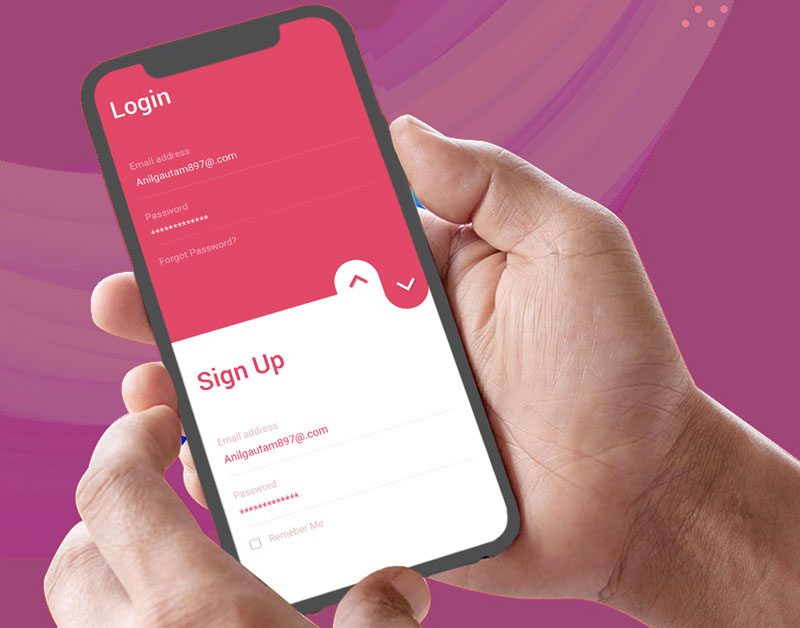 Login
Email address
Anilgautam897@.com
Password
*************
Forgot Password?
Sign Up
Email address
Anilgautam897@.com
Password
*************
Remeber Me